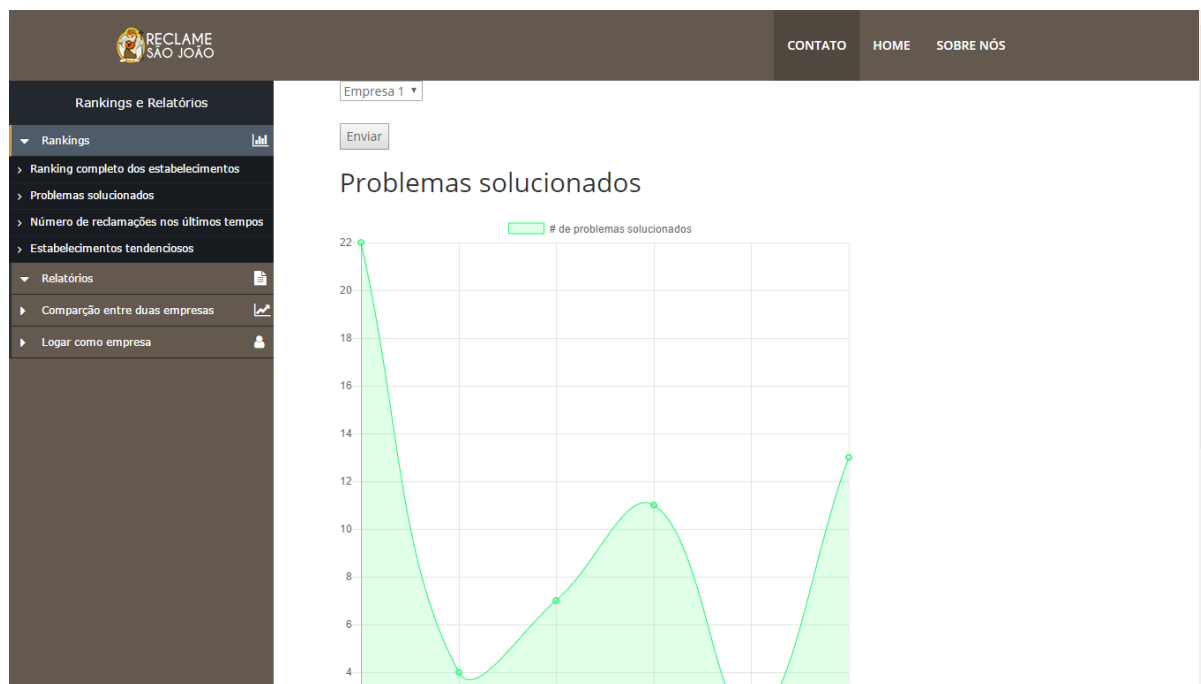 RECLAME
SÃO JOÃO
CONTATO HOME SOBRE NÓS
Rankings e Relatórios
Rankings
Ranking completo dos estabelecimentos
Problemas solucionados
Número de reclamações nos últimos tempos
Estabelecimentos tendenciosos
Relatórios
Comparção entre duas empresas
Logar como empresa
Empresa 1
Enviar
Problemas solucionados
# de problemas solucionados
22
20
18
16
14
12
10
8
6
4